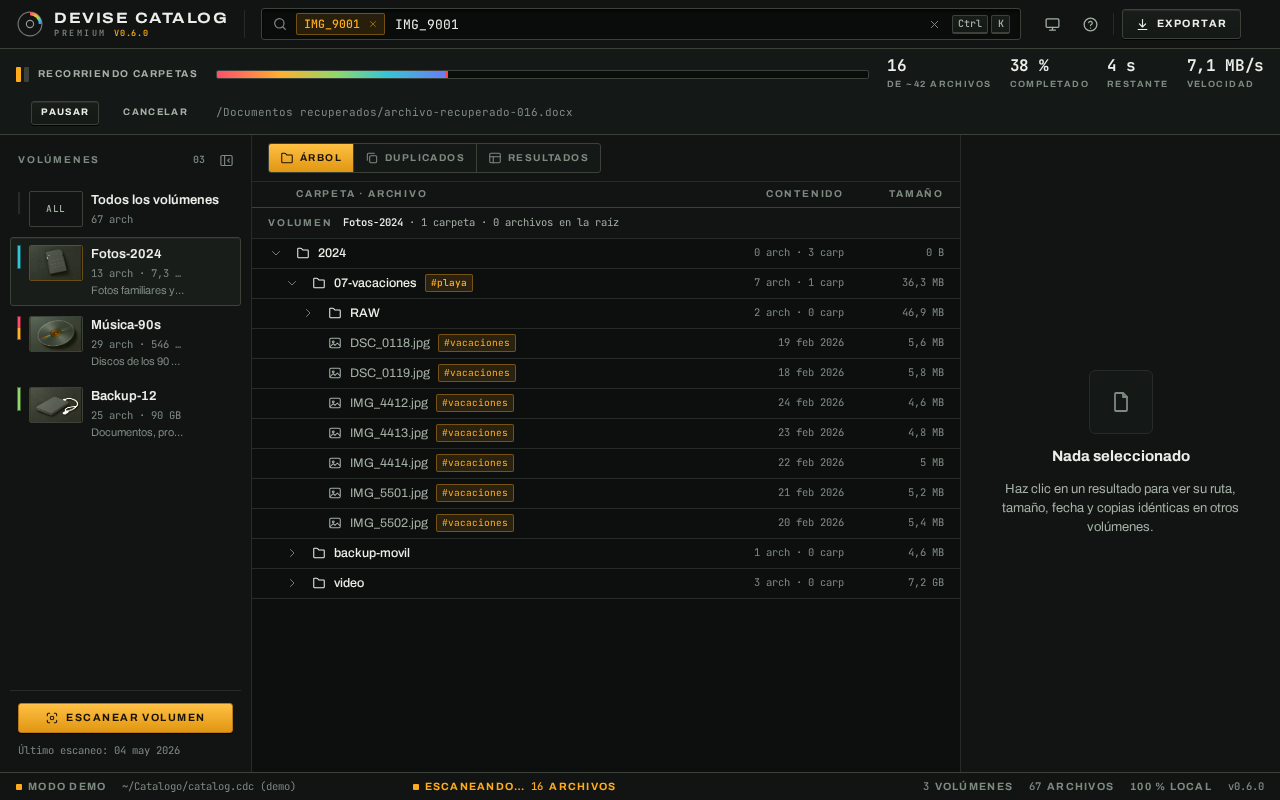 DEVISE CATALOG
PREMIUM V0.6.0
IMG_9001 × IMG_9001
Ctrl K
EXPORTAR
RECORRIENDO CARPETAS
16
DE ~42 ARCHIVOS
38 %
COMPLETADO
4 s
RESTANTE
7,1 MB/s
VELOCIDAD
PAUSAR
CANCELAR
/Documentos recuperados/archivo-recuperado-016.docx
VOLÚMENES 03
ALL
Todos los volúmenes
67 arch
Fotos-2024
13 arch · 7,3 …
Fotos familiares y…
Música-90s
29 arch · 546 …
Discos de los 90 …
Backup-12
25 arch · 90 GB
Documentos, pro…
ESCANEAR VOLUMEN
Último escaneo: 04 may 2026
ÁRBOL
DUPLICADOS
RESULTADOS
CARPETA · ARCHIVO CONTENIDO TAMAÑO
VOLUMEN Fotos-2024 · 1 carpeta · 0 archivos en la raíz
2024 0 arch · 3 carp 0 B
07-vacaciones #playa 7 arch · 1 carp 36,3 MB
RAW 2 arch · 0 carp 46,9 MB
DSC_0118.jpg #vacaciones 19 feb 2026 5,6 MB
DSC_0119.jpg #vacaciones 18 feb 2026 5,8 MB
IMG_4412.jpg #vacaciones 24 feb 2026 4,6 MB
IMG_4413.jpg #vacaciones 23 feb 2026 4,8 MB
IMG_4414.jpg #vacaciones 22 feb 2026 5 MB
IMG_5501.jpg #vacaciones 21 feb 2026 5,2 MB
IMG_5502.jpg #vacaciones 20 feb 2026 5,4 MB
backup-movil 1 arch · 0 carp 4,6 MB
video 3 arch · 0 carp 7,2 GB
Nada seleccionado
Haz clic en un resultado para ver su ruta,
tamaño, fecha y copias idénticas en otros
volúmenes.
MODO DEMO ~/Catalogo/catalog.cdc (demo)
ESCANEANDO… 16 ARCHIVOS
3 VOLÚMENES 67 ARCHIVOS 100 % LOCAL v0.6.0